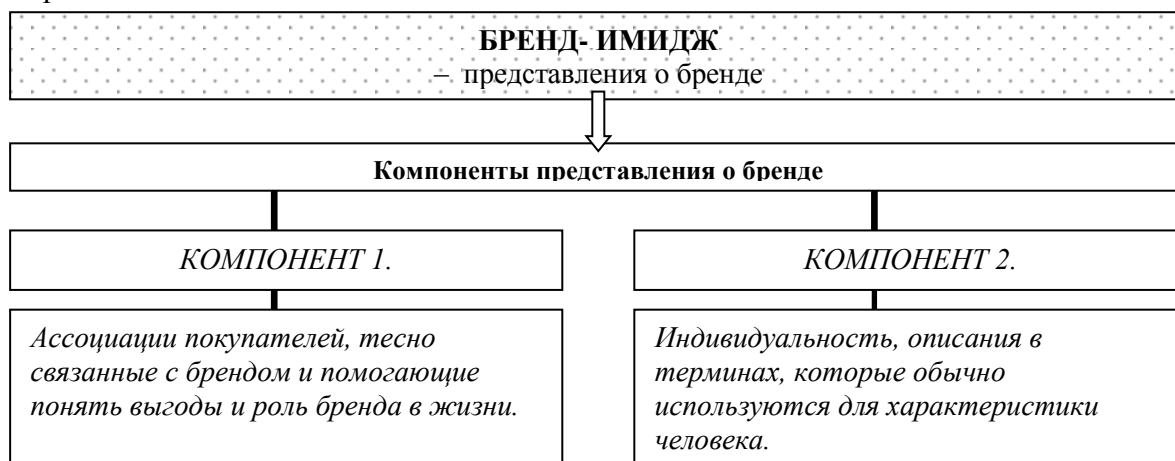 БРЕНД- ИМИДЖ
– представления о бренде
Компоненты представления о бренде
КОМПОНЕНТ 1.
КОМПОНЕНТ 2.
Ассоциации покупателей, тесно
связанные с брендом и помогающие
понять выгоды и роль бренда в жизни.
Индивидуальность, описания в
терминах, которые обычно
используются для характеристики
человека.